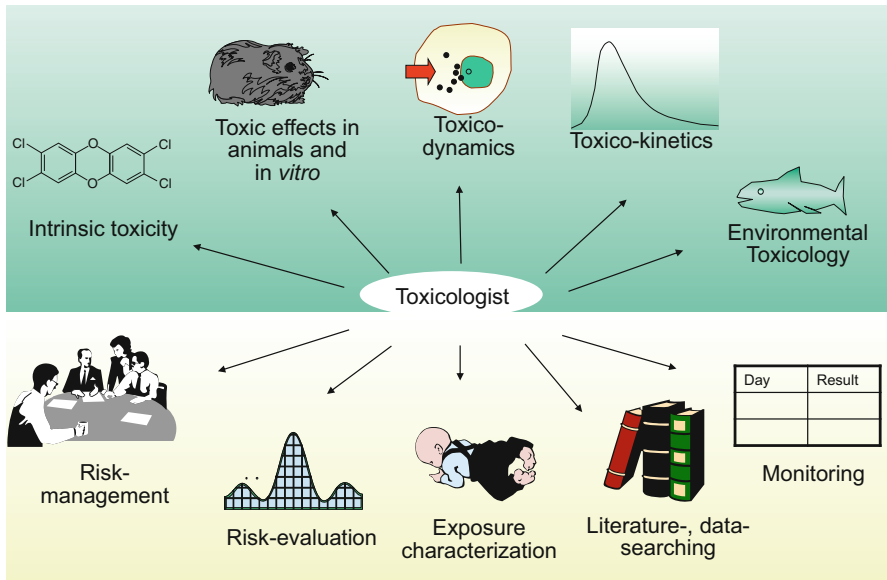 Cl
Cl
O
O
Cl
Cl
Intrinsic toxicity
Toxic effects in
animals and
in vitro
Toxico-
dynamics
Toxico-kinetics
Environmental
Toxicology
Toxicologist
Risk-
management
Risk-evaluation
Exposure
characterization
Literature-, data-
searching
Day Result
Monitoring